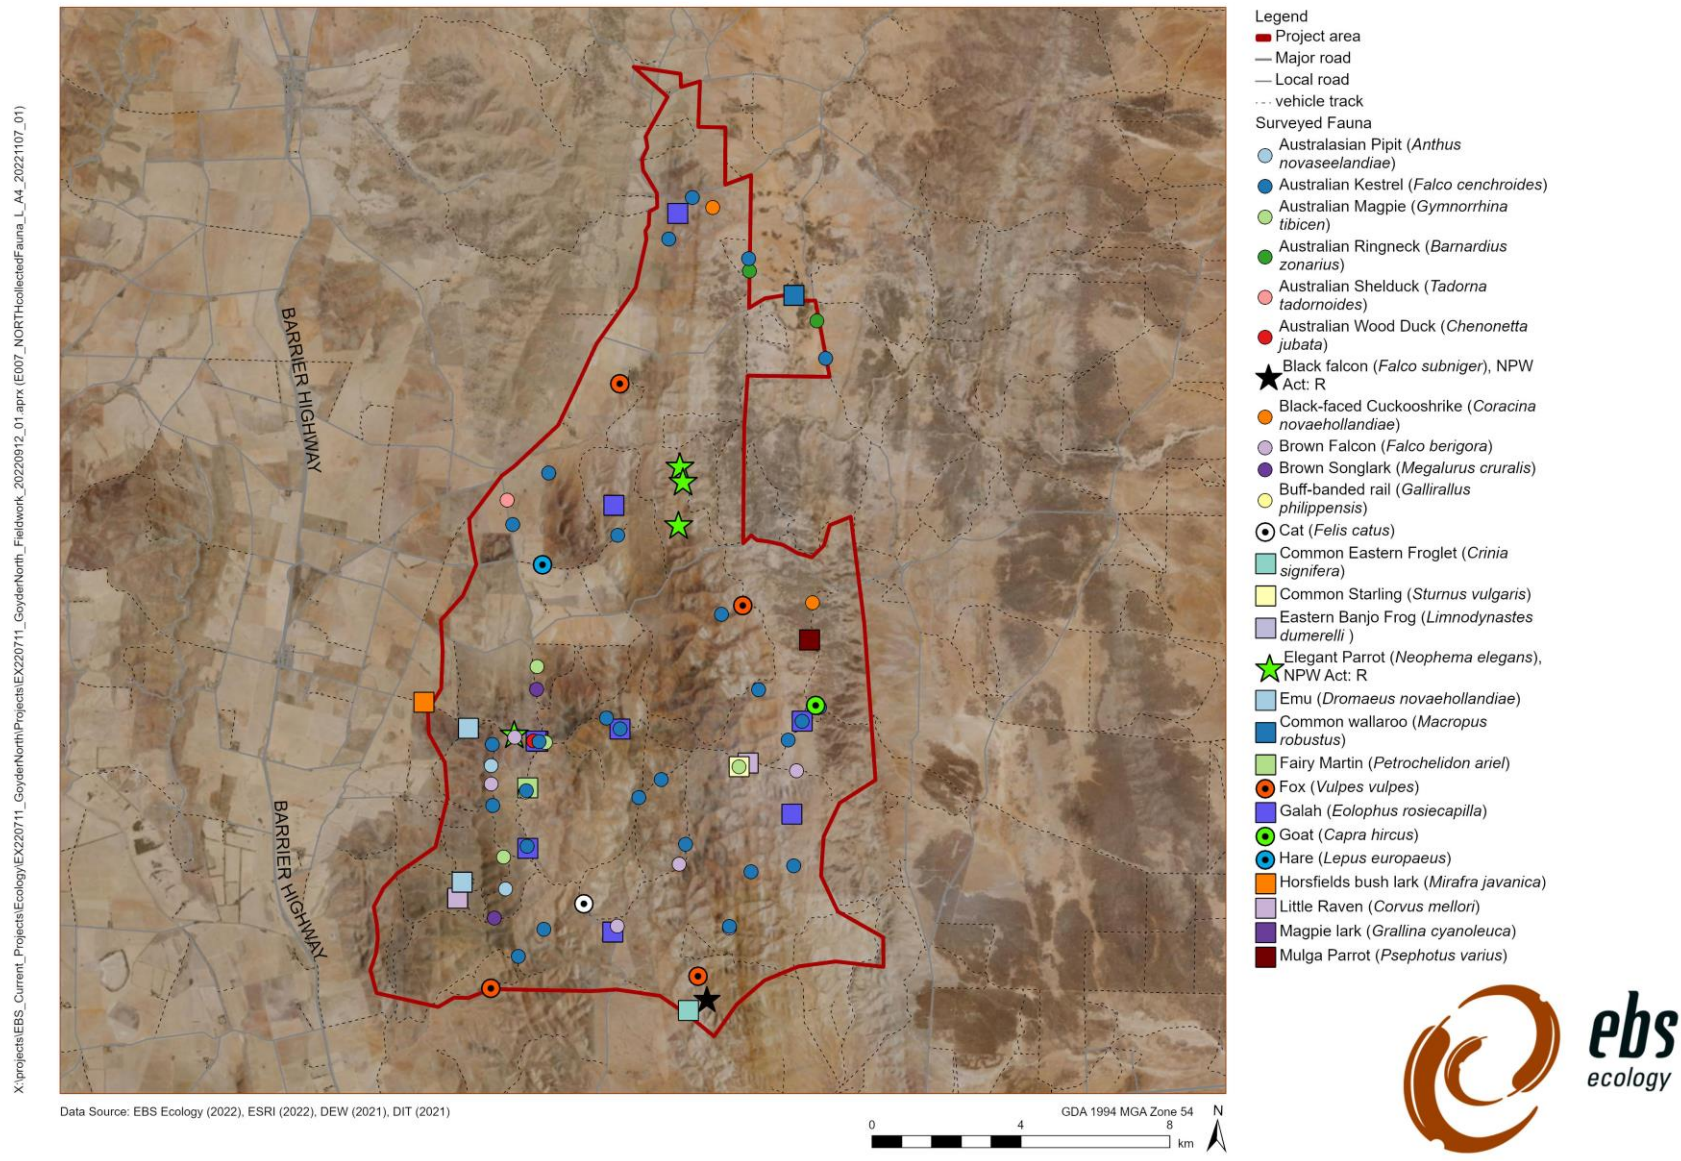 X:\projects\EBS_Current_Projects\Ecology\EX220711_GoyderNorth\Projects\EX220711_GoyderNorth_Fieldwork_20220912_01.aprx (E007_NORTHcollectedFauna_L_A4_20221107_01)
BARRIER HIGHWAY
BARRIER HIGHWAY
Legend
Project area
Major road
Local road
vehicle track
Surveyed Fauna
Australasian Pipit (Anthus
novaseelandiae)
Australian Kestrel (Falco cenchroides)
Australian Magpie (Gymnorrhina
tibicen)
Australian Ringneck (Barnardius
zonarius)
Australian Shelduck (Tadorna
tadornoides)
Australian Wood Duck (Chenonetta
jubata)
Black falcon (Falco subniger), NPW
Act: R
Black-faced Cuckooshrike (Coracina
novaehollandiae)
Brown Falcon (Falco berigora)
Brown Songlark (Megalurus cruralis)
Buff-banded rail (Gallirallus
philippensis)
Cat (Felis catus)
Common Eastern Froglet (Crinia
signifera)
Common Starling (Sturnus vulgaris)
Eastern Banjo Frog (Limnodynastes
dumerelli )
Elegant Parrot (Neophema elegans),
NPW Act: R
Emu (Dromaeus novaehollandiae)
Common wallaroo (Macropus
robustus)
Fairy Martin (Petrochelidon ariel)
Fox (Vulpes vulpes)
Galah (Eolophus rosiecapilla)
Goat (Capra hircus)
Hare (Lepus europaeus)
Horsfields bush lark (Mirafra javanica)
Little Raven (Corvus mellori)
Magpie lark (Grallina cyanoleuca)
Mulga Parrot (Psephotus varius)
ebs
ecology
Data Source: EBS Ecology (2022), ESRI (2022), DEW (2021), DIT (2021)
GDA 1994 MGA Zone 54
N
0 4 8
km